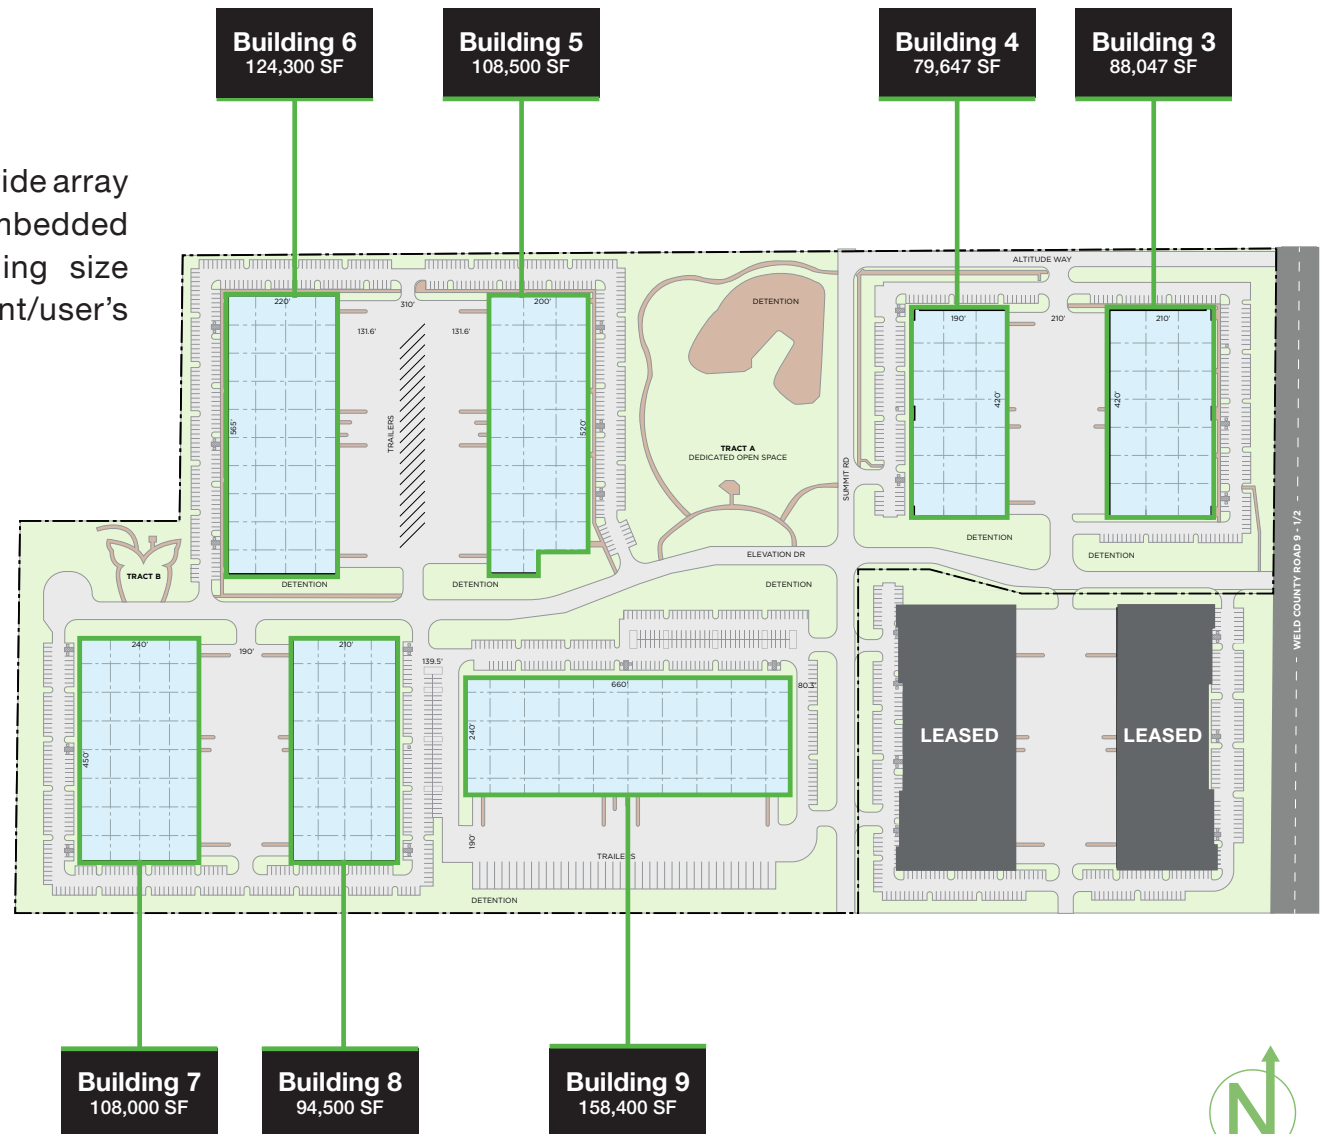 Building 6
124,300 SF
Building 5
108,500 SF
Building 4
79,647 SF
Building 3
88,047 SF
ide array
nbedded
ing size
nt/user's
ALTITUDE WAY
220'
310'
200'
131.6'
131.6'
DETENTION
190'
210'
210'
565'
TRAILERS
520'
420'
420'
TRACT A
DEDICATED OPEN SPACE
SUMMIT RD
WELD COUNTY ROAD 9 - 1/2
ELEVATION DR
DETENTION
DETENTION
TRACT B
DETENTION
DETENTION
DETENTION
240'
190'
210'
139.5'
660'
80.3'
450'
240'
LEASED
LEASED
190'
TRAILERS
DETENTION
Building 7
108,000 SF
Building 8
94,500 SF
Building 9
158,400 SF
N